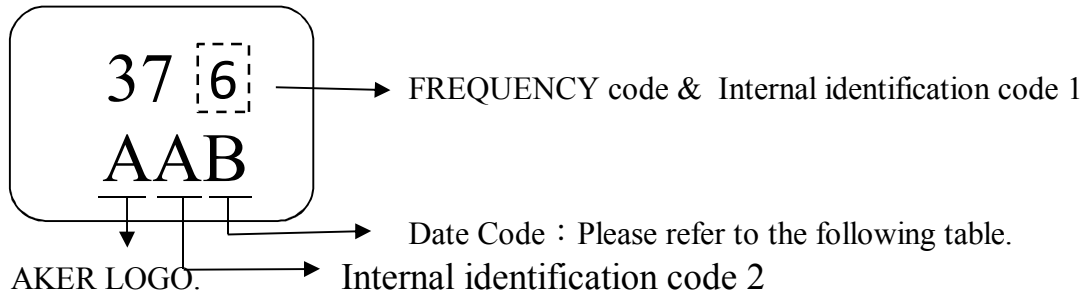 37 6
FREQUENCY code & Internal identification code 1
AAB
Date Code：Please refer to the following table.
AKER LOGO.
Internal identification code 2